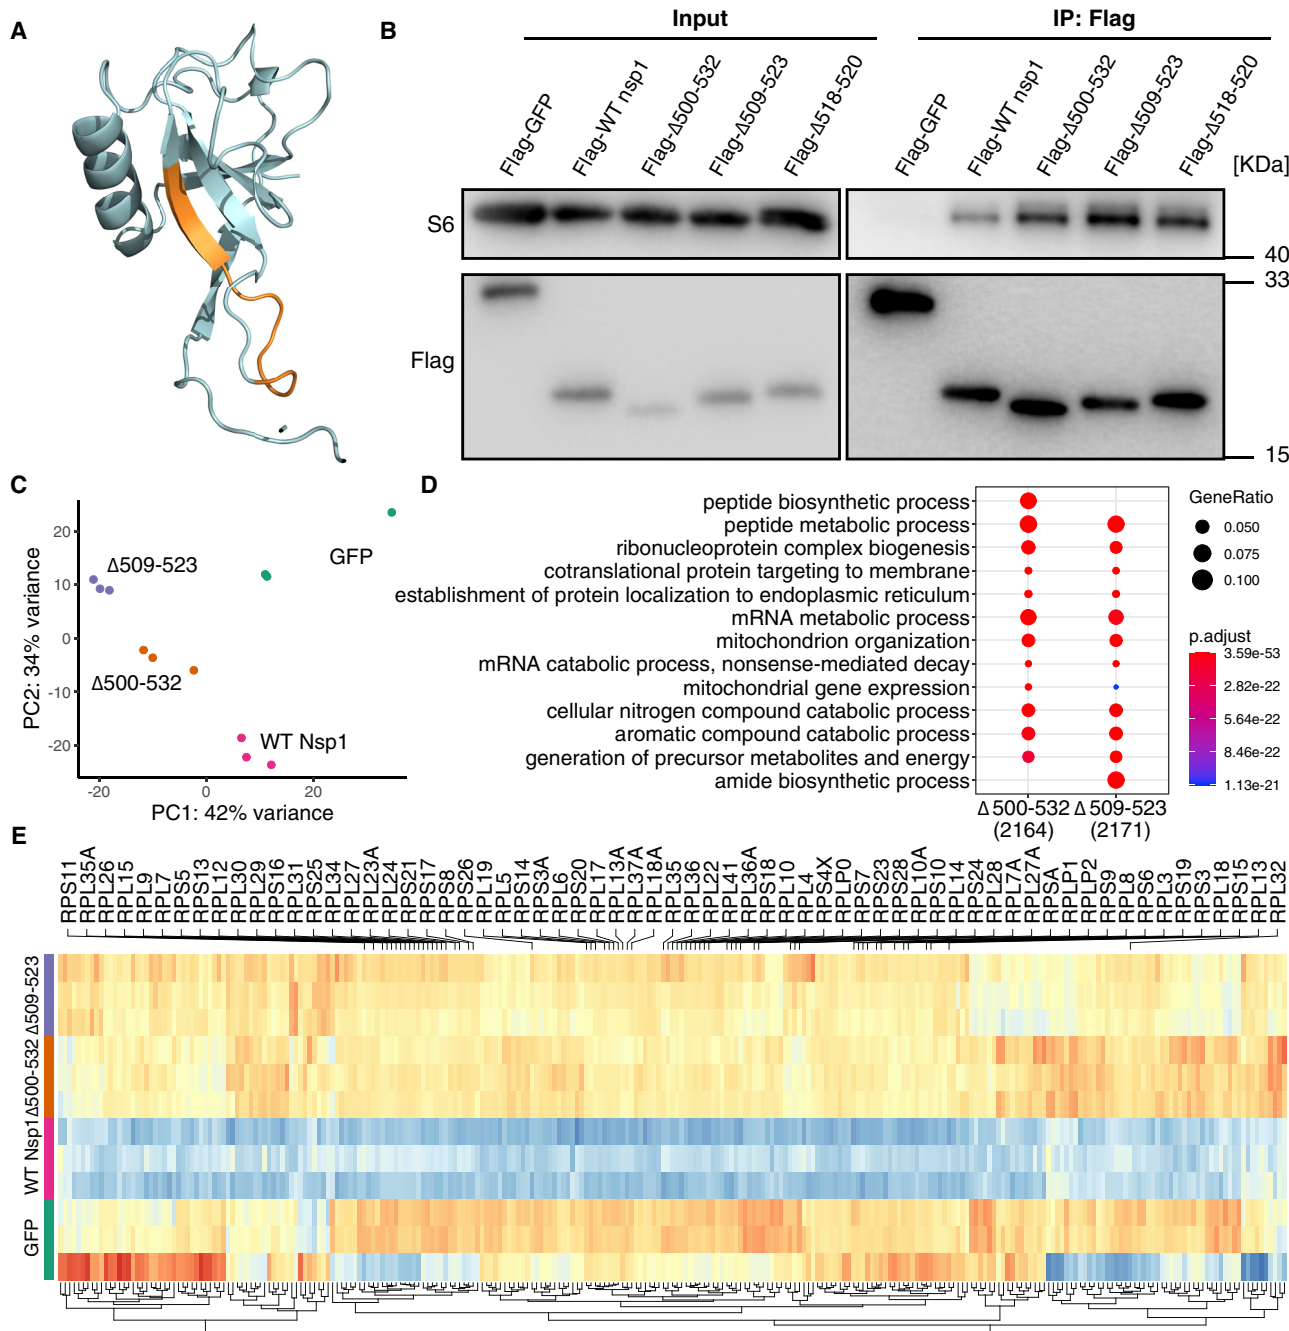 A
B
Input
IP: Flag
Flag-GFP
Flag-WT nsp1
Flag-Δ500-532
Flag-Δ509-523
Flag-Δ518-520
Flag-GFP
Flag-WT nsp1
Flag-Δ500-532
Flag-Δ509-523
Flag-Δ518-520
[KDa]
S6
40
33
Flag
15
C
20
10
0
-10
-20
PC2: 34% variance
Δ509-523
GFP
Δ500-532
WT Nsp1
-20
0
20
PC1: 42% variance
D
peptide biosynthetic process
peptide metabolic process
ribonucleoprotein complex biogenesis
cotranslational protein targeting to membrane
establishment of protein localization to endoplasmic reticulum
mRNA metabolic process
mitochondrion organization
mRNA catabolic process, nonsense-mediated decay
mitochondrial gene expression
cellular nitrogen compound catabolic process
aromatic compound catabolic process
generation of precursor metabolites and energy
amide biosynthetic process
Δ500-532
(2164)
Δ509-523
(2171)
GeneRatio
0.050
0.075
0.100
p.adjust
3.59e-53
2.82e-22
5.64e-22
8.46e-22
1.13e-21
E
RPS11
RPL35A
RPL26
RPL15
RPL9
RPL7
RPS5
RPS13
RPL12
RPL30
RPL29
RPS16
RPL31
RPS25
RPL34
RPL27
RPL23A
RPL24
RPS21
RPS17
RPS8
RPS26
RPL19
RPL5
RPS14
RPS3A
RPL6
RPS20
RPL17
RPL13A
RPL37A
RPL18A
RPL35
RPL36
RPL22
RPL41
RPL36A
RPS18
RPL10
RPL4
RPS4X
RPLP0
RPS7
RPS23
RPS28
RPL10A
RPS10
RPL14
RPS24
RPL28
RPL7A
RPL27A
RPSA
RPLP1
RPLP2
RPS9
RPL8
RPS6
RPL3
RPS19
RPS3
RPL18
RPS15
RPL13
RPL32
Δ509-523
Δ500-532
WT Nsp1
GFP